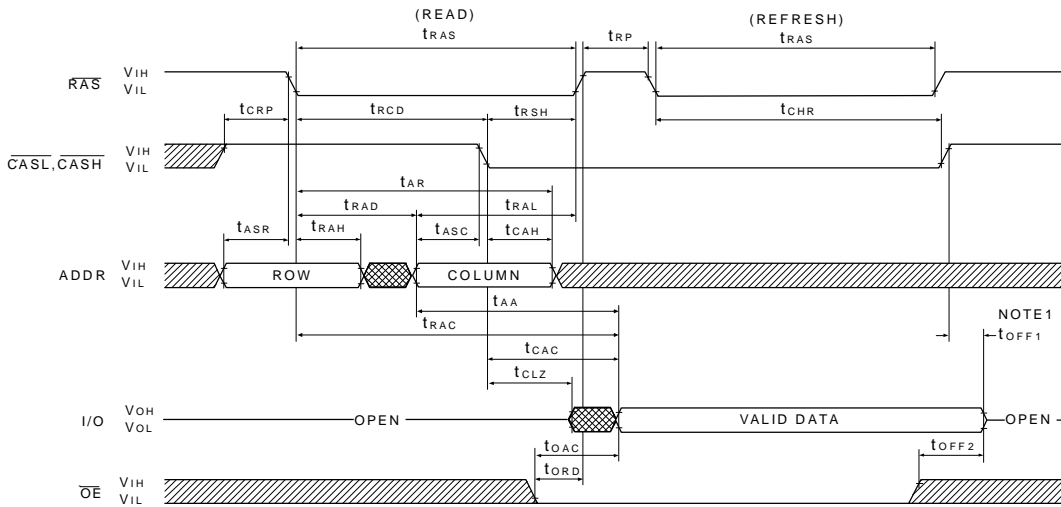 (READ) (REFRESH)
tRAS tRP tRAS
RAS VIH
VIL
tCRP tRCD tRSH tCHR
CASL,CASH VIH
VIL
tAR
tRAD tRAL
tASR tRAH tASC tCAH
ADDR VIH
VIL
ROW COLUMN
tAA
tRAC
NOTE1
tOFF1
tCAC
tCLZ
I/O VOH
VOL
OPEN VALID DATA OPEN
tOAC tOFF2
tORD
OE VIH
VIL